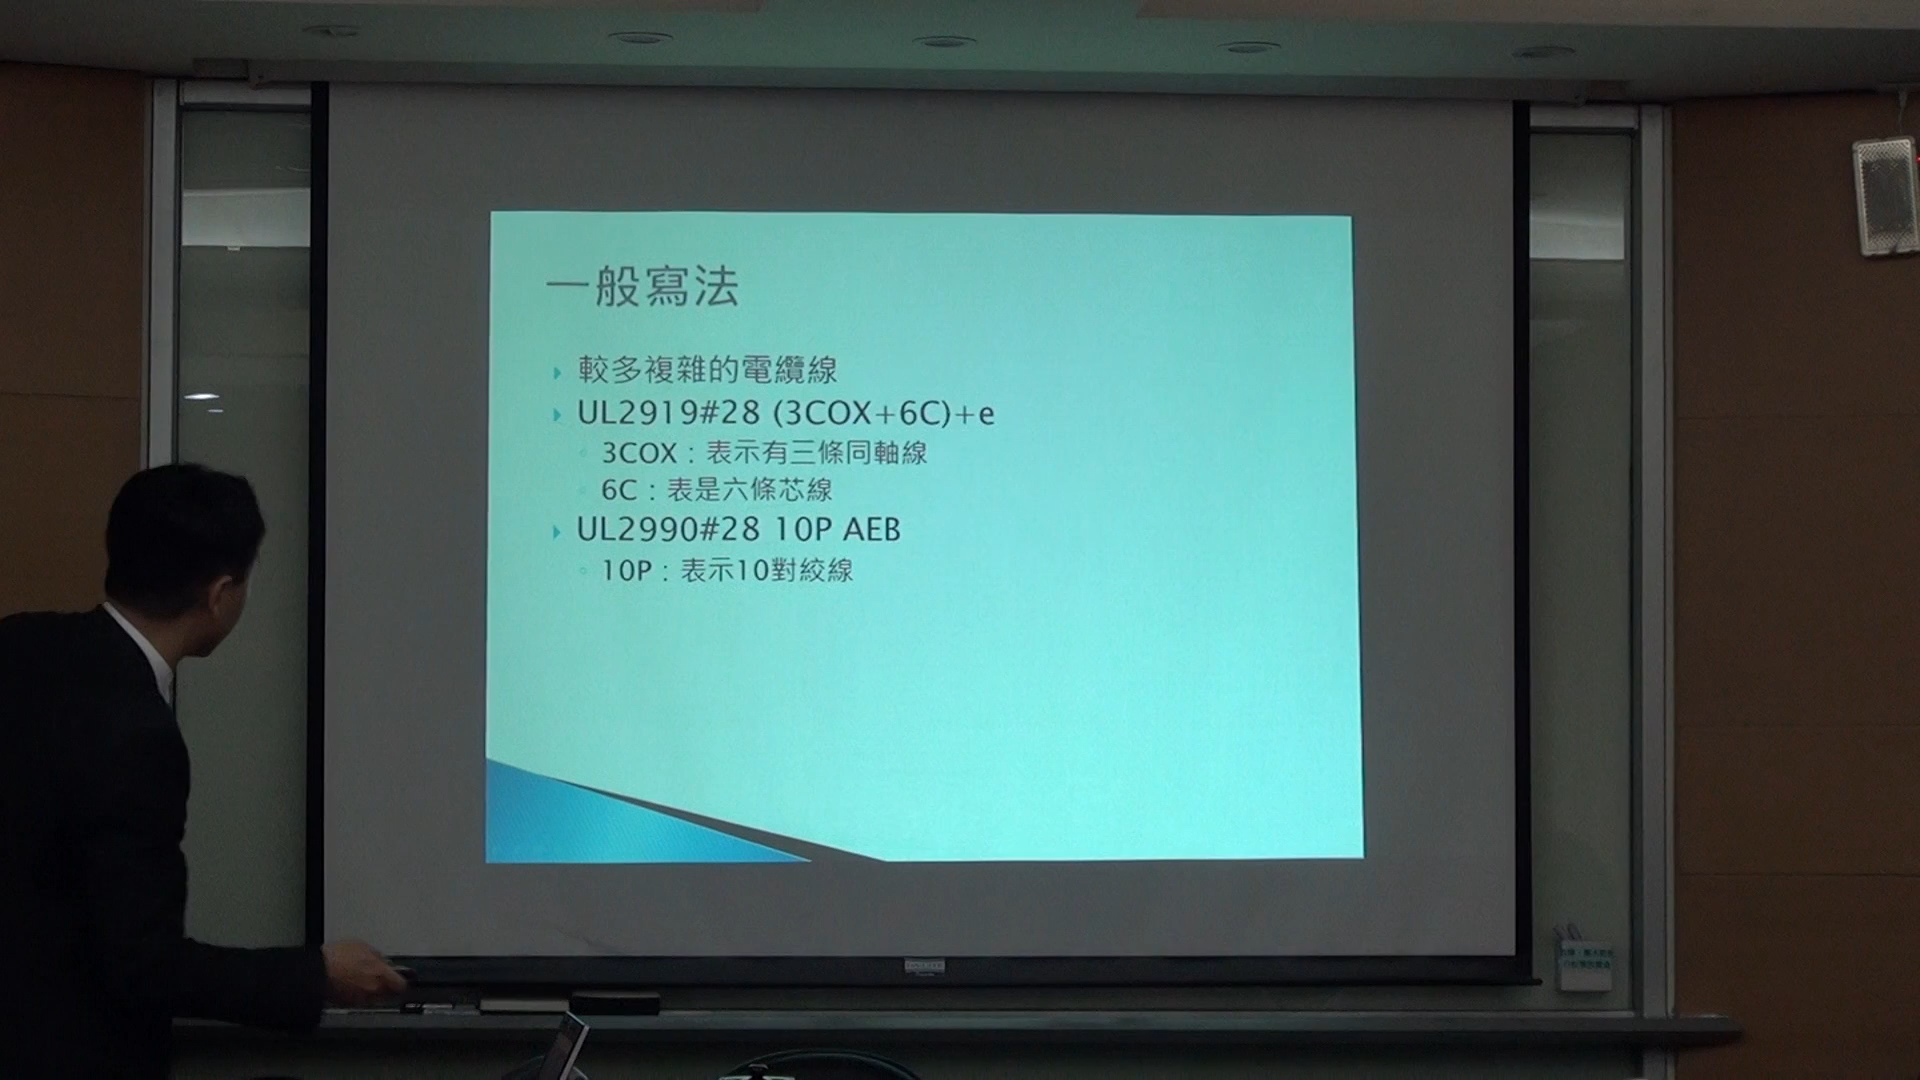 一般寫法
較多複雜的電纜線
UL2919#28 (3COX+6C)+e
3COX：表示有三條同軸線
6C：表是六條芯線
UL2990#28 10P AEB
10P：表示10對絞線